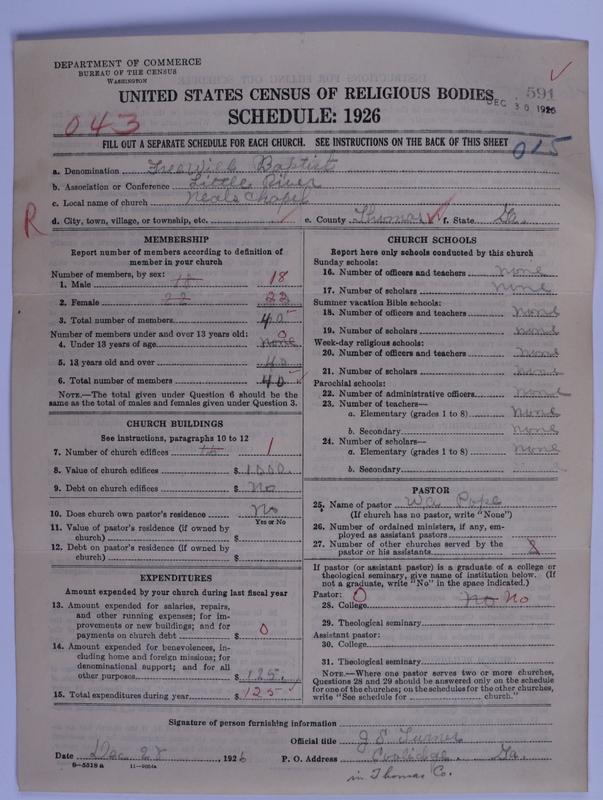 DEPARTMENT OF COMMERCE
BUREAU OF THE CENSUS
WASHINGTON
UNITED STATES CENSUS OF RELIGIOUS BODIES
591
DEC 30 1926
SCHEDULE: 1926
043
FILL OUT A SEPARATE SCHEDULE FOR EACH CHURCH. SEE INSTRUCTIONS ON THE BACK OF THIS SHEET
015
a. Denomination Free Will Baptist
b. Association or Conference Little River
c. Local name of church Neals Chapel
R d. City, town, village, or township, etc. e. County Thomas f. State Ga.
MEMBERSHIP
Report number of members according to definition of member in your church
Number of members, by sex:
1. Male 18 18
2. Female 22 22
3. Total number of members 40
Number of members under and over 13 years old:
4. Under 13 years of age None 0
5. 13 years old and over 40
6. Total number of members 40
NOTE.—The total given under Question 6 should be the same as the total of males and females given under Question 3.
CHURCH BUILDINGS
See instructions, paragraphs 10 to 12
7. Number of church edifices 1
8. Value of church edifices $ 1000
9. Debt on church edifices $ No
10. Does church own pastor's residence No
Yes or No
11. Value of pastor's residence (if owned by church) $
12. Debt on pastor's residence (if owned by church) $
EXPENDITURES
Amount expended by your church during last fiscal year
13. Amount expended for salaries, repairs, and other running expenses; for improvements or new buildings; and for payments on church debt $ 0
14. Amount expended for benevolences, including home and foreign missions; for denominational support; and for all other purposes $ 125.
15. Total expenditures during year $ 125
CHURCH SCHOOLS
Report here only schools conducted by this church
Sunday schools:
16. Number of officers and teachers none
17. Number of scholars none
Summer vacation Bible schools:
18. Number of officers and teachers none
19. Number of scholars none
Week-day religious schools:
20. Number of officers and teachers none
21. Number of scholars none
Parochial schools:
22. Number of administrative officers none
23. Number of teachers—
a. Elementary (grades 1 to 8) none
b. Secondary none
24. Number of scholars—
a. Elementary (grades 1 to 8) none
b. Secondary
PASTOR
25. Name of pastor W.A. Pope
(If church has no pastor, write "None")
26. Number of ordained ministers, if any, employed as assistant pastors
27. Number of other churches served by the pastor or his assistants
If pastor (or assistant pastor) is a graduate of a college or theological seminary, give name of institution below. (If not a graduate, write "No" in the space indicated.)
Pastor: 0
28. College No No
29. Theological seminary
Assistant pastor:
30. College
31. Theological seminary
NOTE.—Where one pastor serves two or more churches, Questions 28 and 29 should be answered only on the schedule for one of the churches; on the schedules for the other churches, write "See schedule for church."
Signature of person furnishing information
Official title J E Turner
Date Dec 28, 1926 P. O. Address Coolidge Ga.
8-5518 a 11-9054a
in Thomas Co.